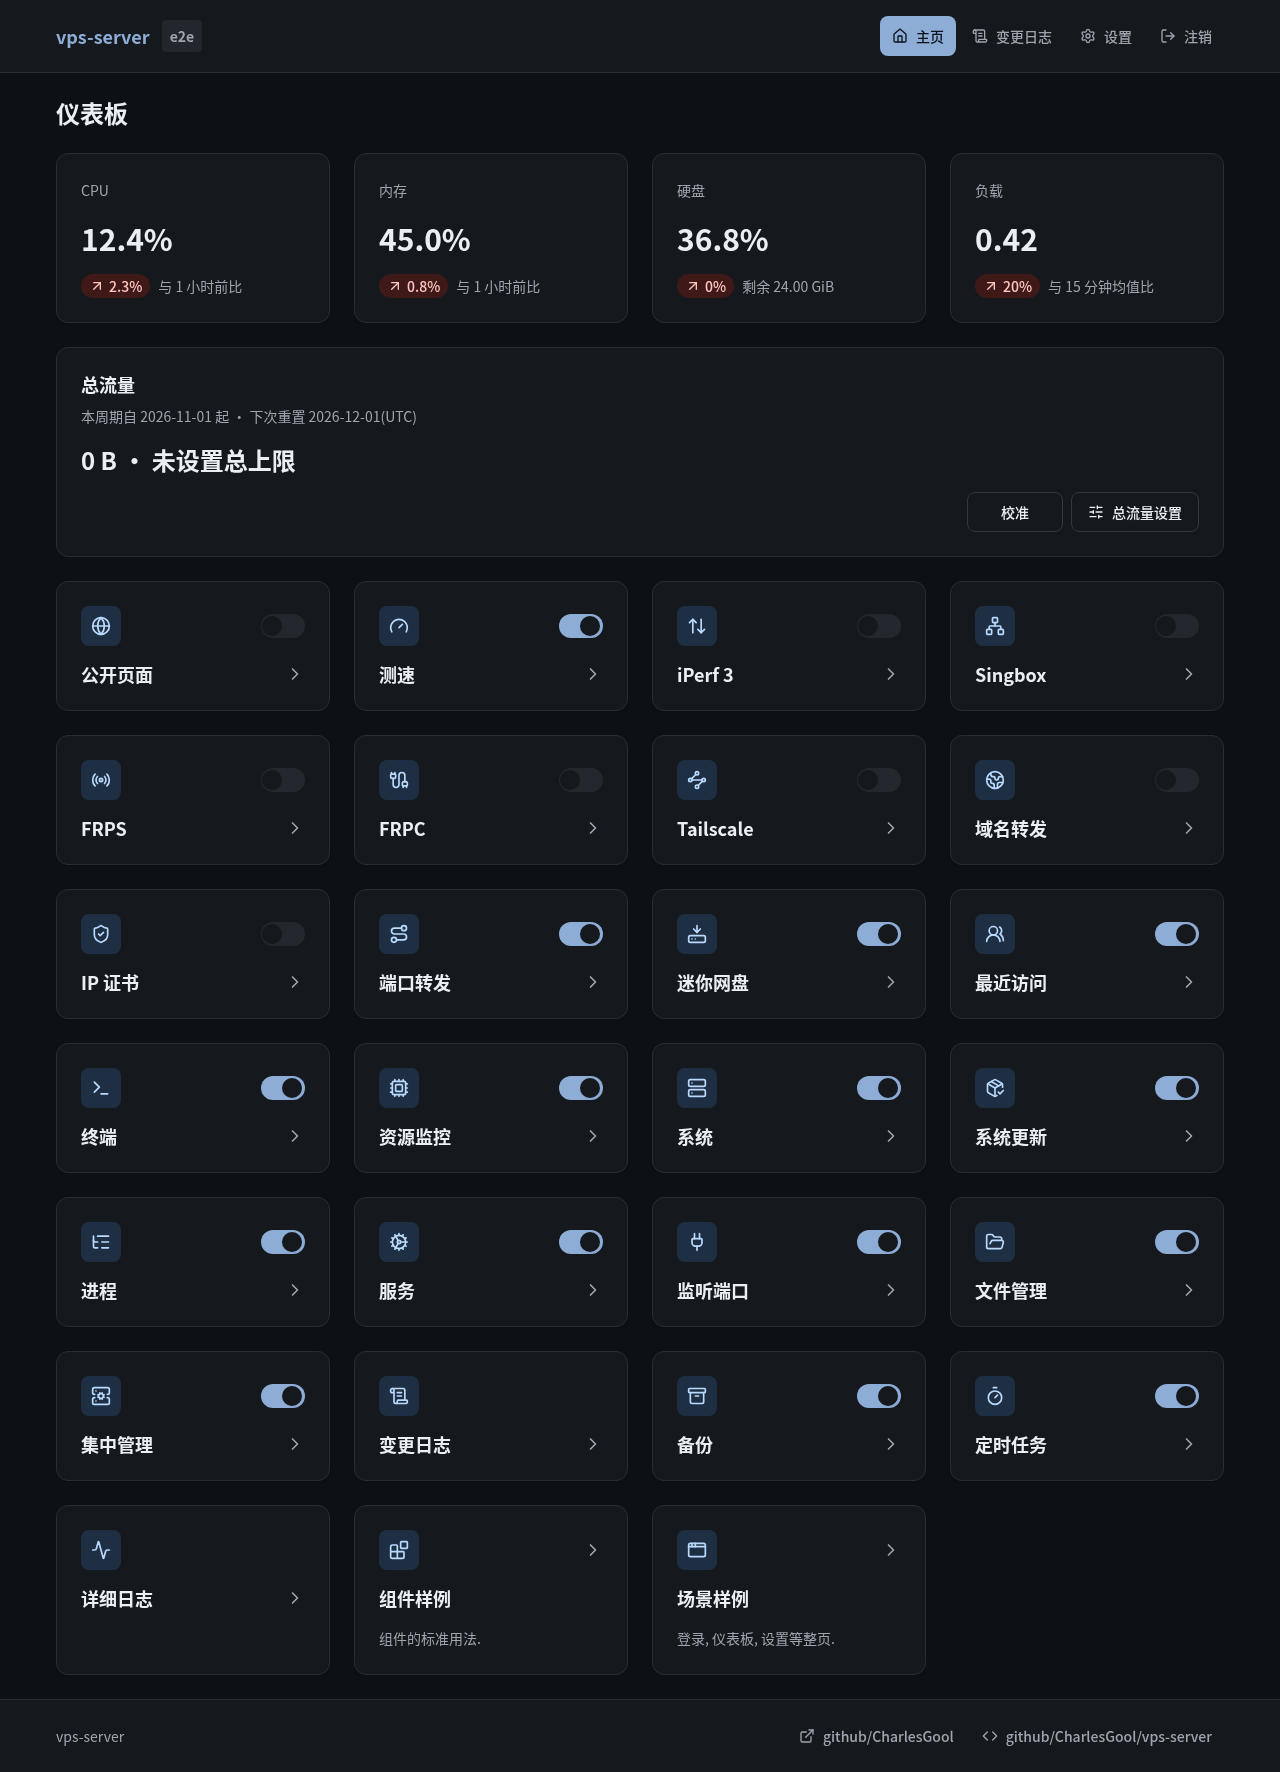 vps-server e2e 主页 变更日志 设置 注销
仪表板
CPU
12.4%
2.3% 与 1 小时前比
内存
45.0%
0.8% 与 1 小时前比
硬盘
36.8%
0% 剩余 24.00 GiB
负载
0.42
20% 与 15 分钟均值比
总流量
本周期自 2026-11-01 起 · 下次重置 2026-12-01(UTC)
0 B · 未设置总上限
校准 总流量设置
公开页面
测速
iPerf 3
Singbox
FRPS
FRPC
Tailscale
域名转发
IP 证书
端口转发
迷你网盘
最近访问
终端
资源监控
系统
系统更新
进程
服务
监听端口
文件管理
集中管理
变更日志
备份
定时任务
详细日志
组件样例
组件的标准用法.
场景样例
登录, 仪表板, 设置等整页.
vps-server github/CharlesGool github/CharlesGool/vps-server